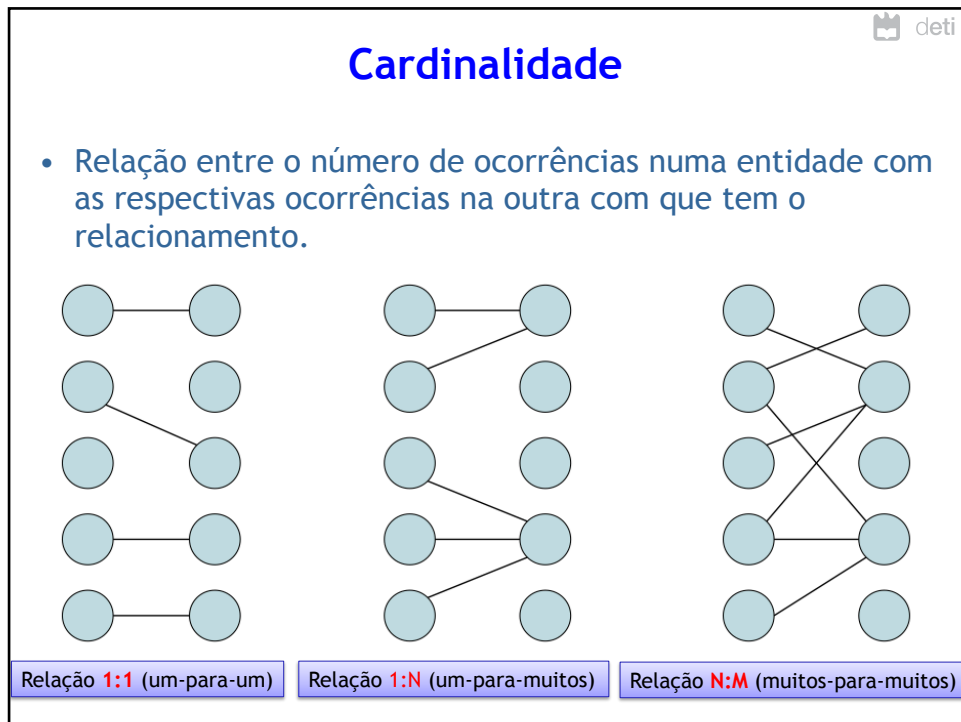 deti
Cardinalidade
• Relação entre o número de ocorrências numa entidade com
as respectivas ocorrências na outra com que tem o
relacionamento.
Relação 1:1 (um-para-um)
Relação 1:N (um-para-muitos)
Relação N:M (muitos-para-muitos)